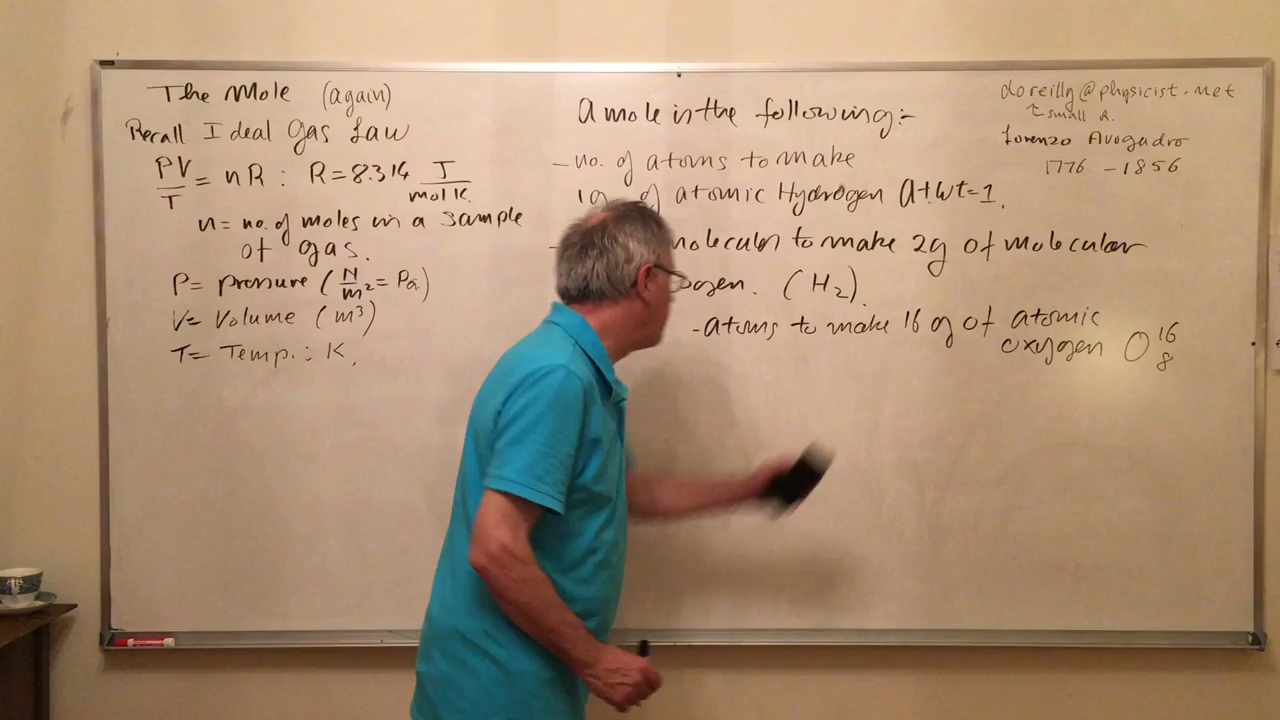 The Mole (again)
Recall Ideal Gas Law
PV/T = nR : R = 8.314 J/mol K.
n = no. of moles in a sample
of gas.
P = pressure (N/m² = Pa)
V = Volume (m³)
T = Temp. : K.
A mole is the following:-
- no. of atoms to make
1g of atomic Hydrogen At wt = 1.
molecules to make 2g of molecular
ogen. (H₂).
- atoms to make 16 g of atomic
oxygen O 16 8
doreilly@physicist.net
↑ small R.
Lorenzo Avogadro
1776 - 1856